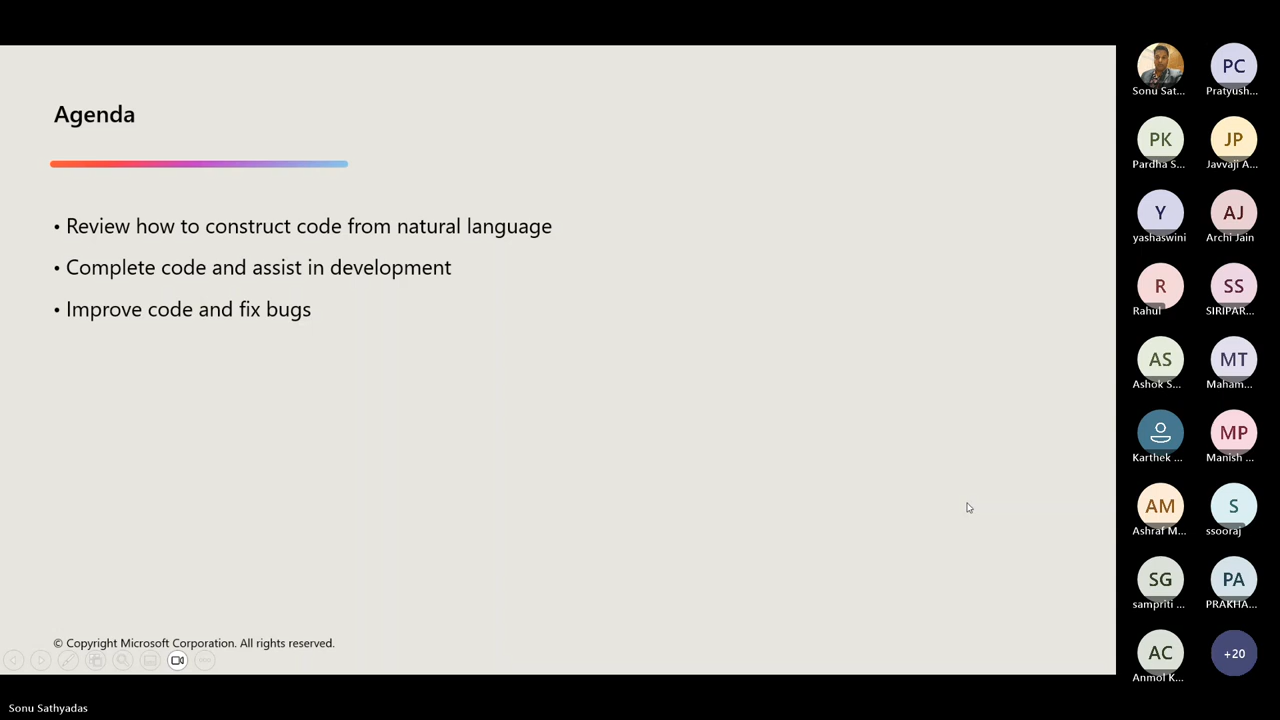 Agenda
• Review how to construct code from natural language
• Complete code and assist in development
• Improve code and fix bugs
© Copyright Microsoft Corporation. All rights reserved.
Sonu Sathyadas
Sonu Sat...
PC
Pratyush...
PK
Pardha S...
JP
Javvaji A...
Y
yashaswini
AJ
Archi Jain
R
Rahul
SS
SIRIPAR...
AS
Ashok S...
MT
Maham...
Karthek ...
MP
Manish ...
AM
Ashraf M...
S
ssooraj
SG
sampriti ...
PA
PRAKHA...
AC
Anmol K...
+20